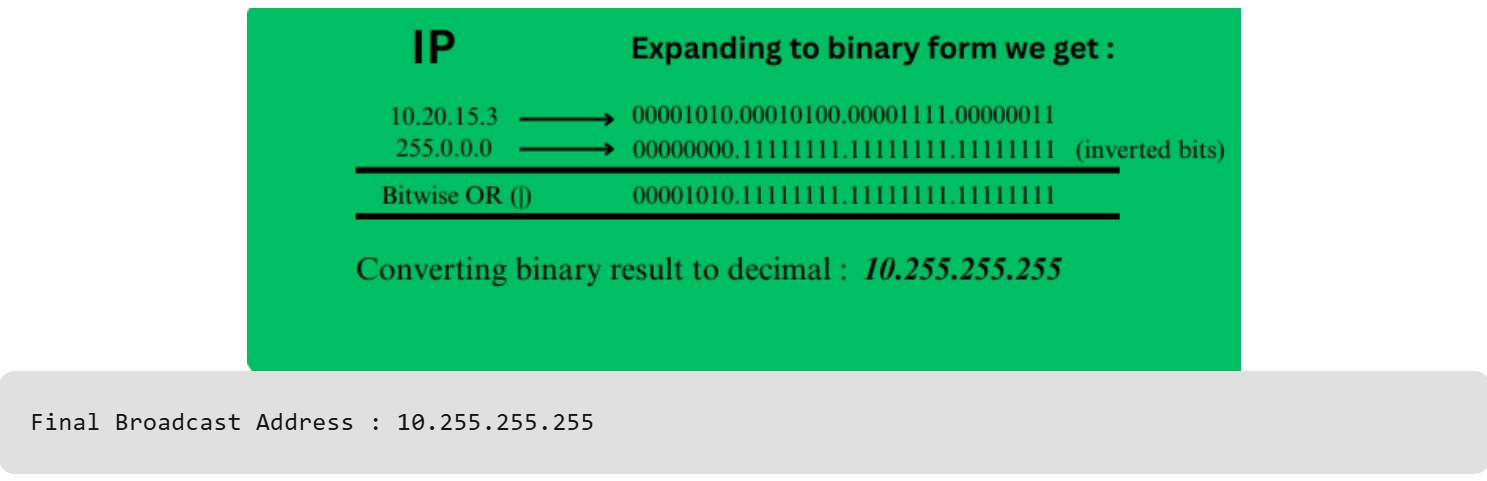 IP Expanding to binary form we get :
10.20.15.3 00001010.00010100.00001111.00000011
255.0.0.0 00000000.11111111.11111111.11111111 (inverted bits)
Bitwise OR (|) 00001010.11111111.11111111.11111111
Converting binary result to decimal : 10.255.255.255
Final Broadcast Address : 10.255.255.255